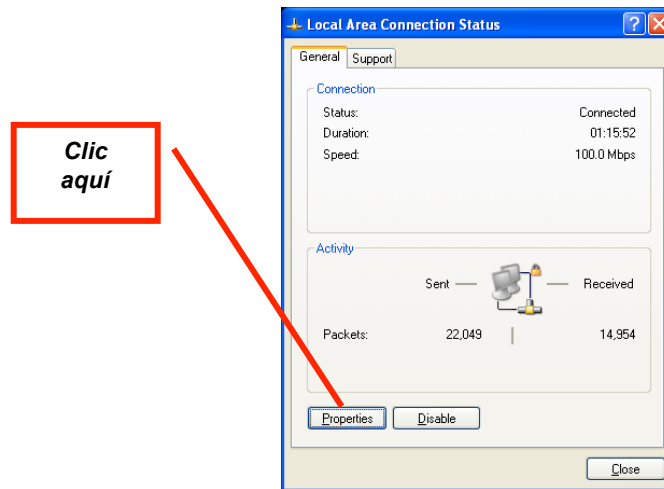 Local Area Connection Status
General Support
Connection
Status: Connected
Duration: 01:15:52
Speed: 100.0 Mbps
Clic
aquí
Activity
Sent Received
Packets: 22,049 14,954
Properties Disable
Close